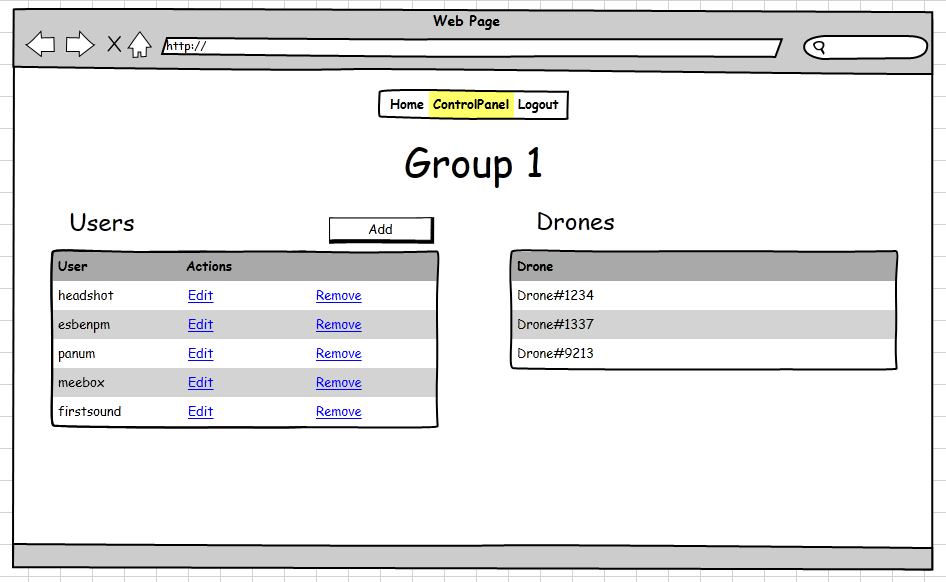 Web Page
http://
Home ControlPanel Logout
Group 1
Users
Add
User Actions
headshot Edit Remove
esbenpm Edit Remove
panum Edit Remove
meebox Edit Remove
firstsound Edit Remove
Drones
Drone
Drone#1234
Drone#1337
Drone#9213